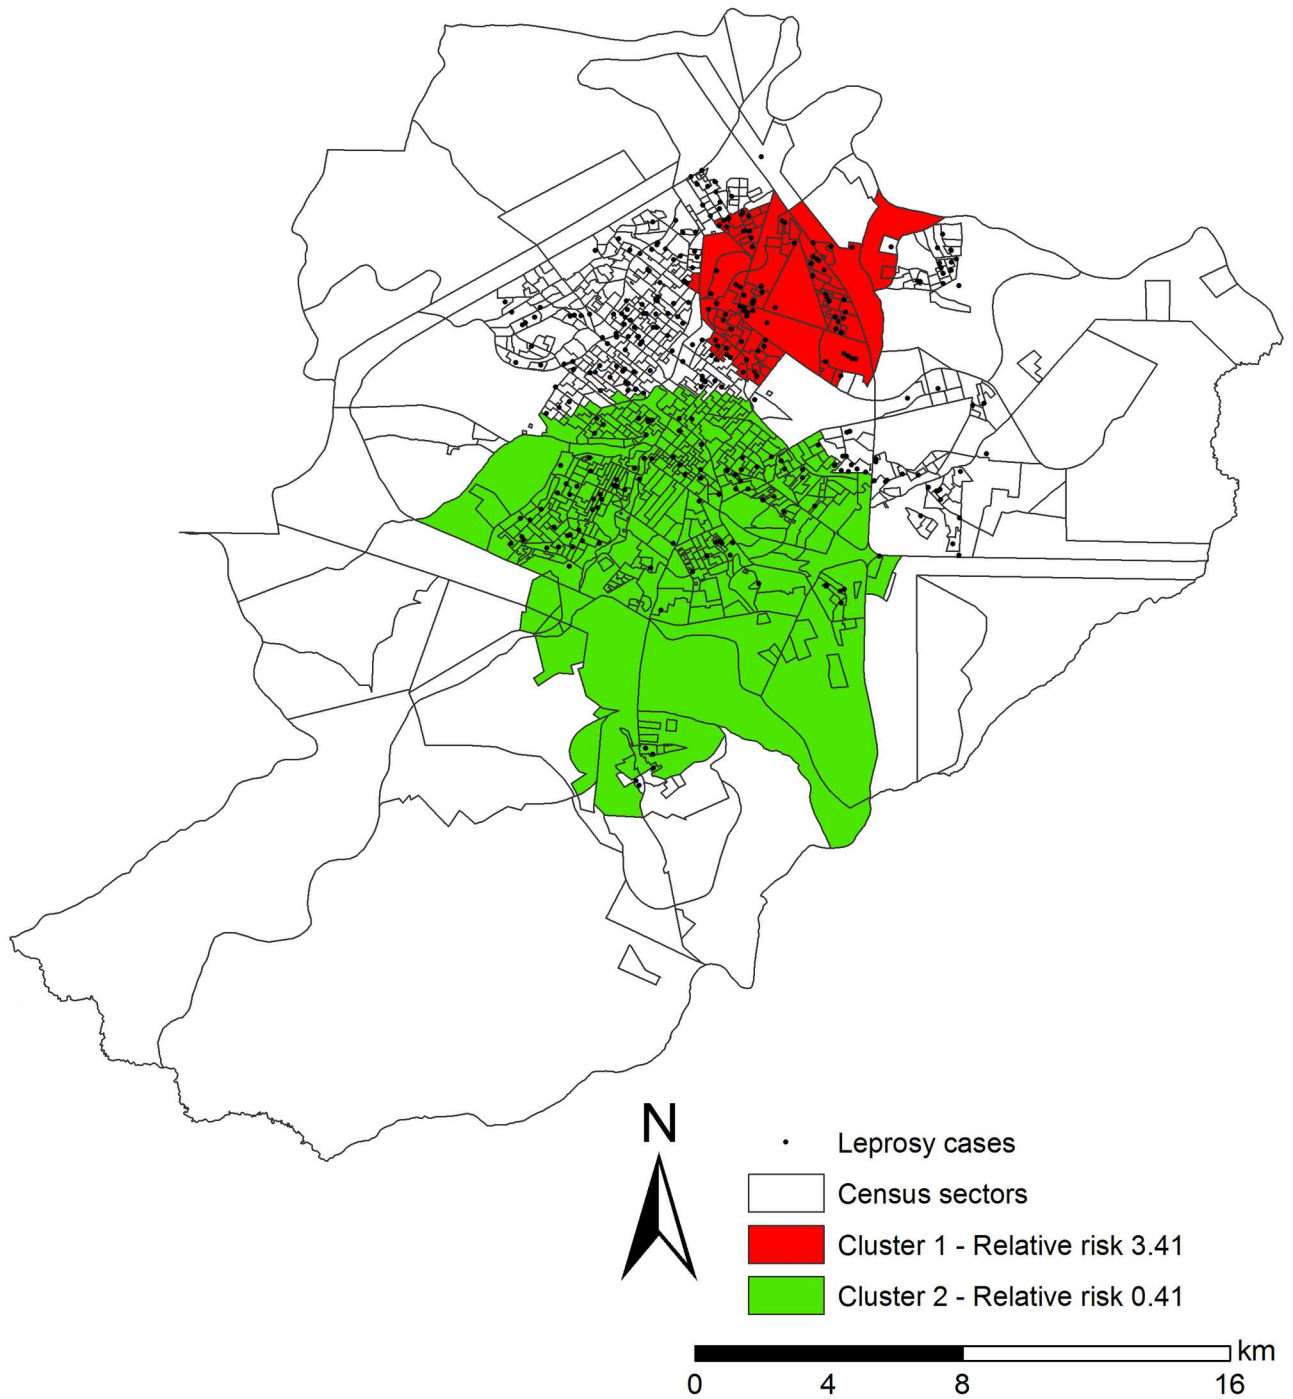 N
Leprosy cases
Census sectors
Cluster 1 - Relative risk 3.41
Cluster 2 - Relative risk 0.41
km
0 4 8 16